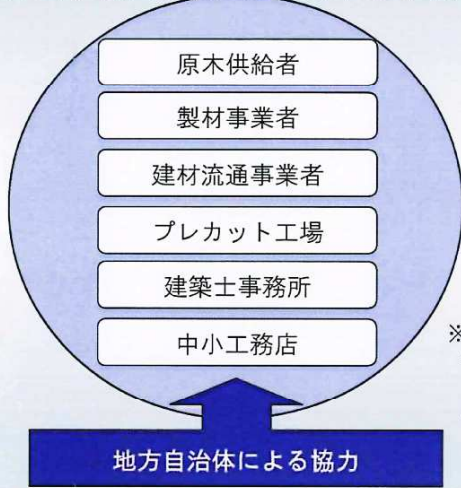 原木供給者
製材事業者
建材流通事業者
プレカット工場
建築士事務所
中小工務店
※
地方自治体による協力